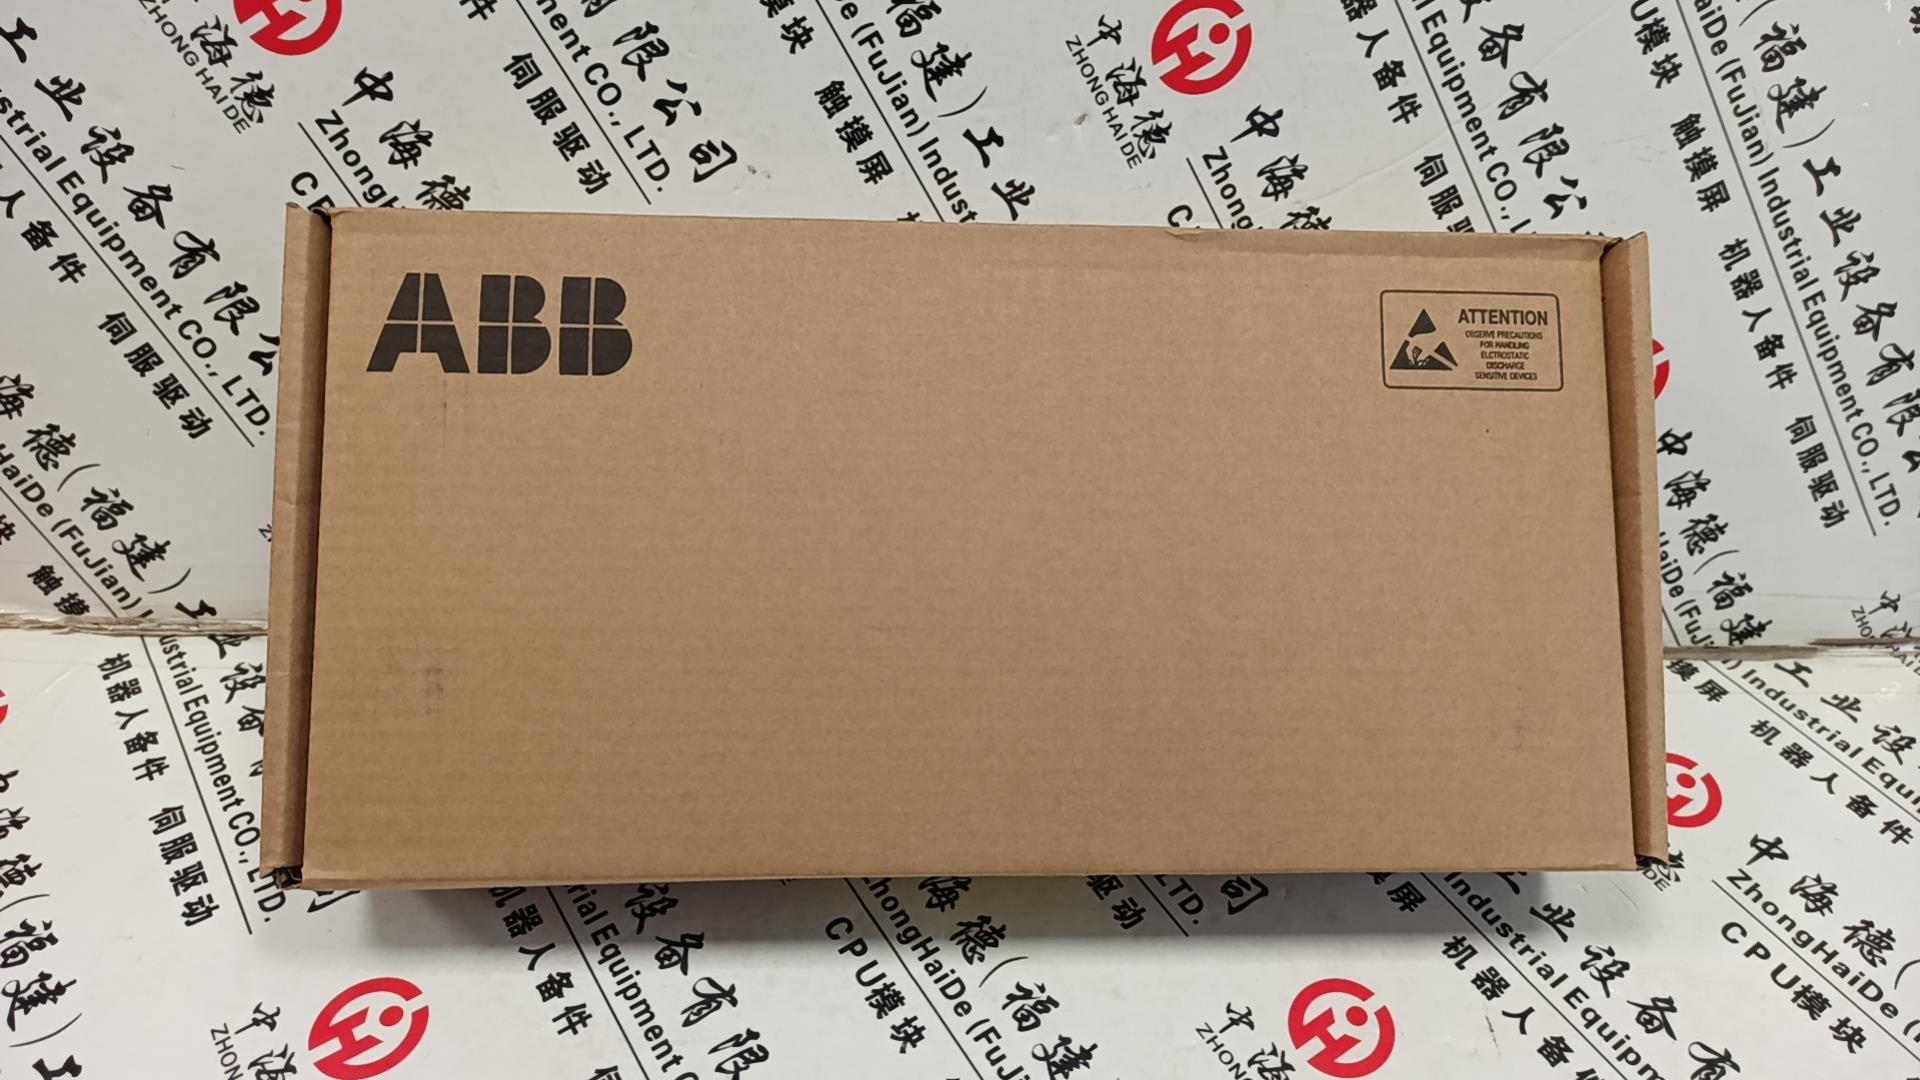 ABB
ATTENTION
OBSERVE PRECAUTIONS
FOR HANDLING
ELCTROSTATIC
DISCHARGE
SENSITIVE DEVICES
中海德
ZHONGHAIDE
中海德（福建）工业设备有限公司
ZhongHaiDe (FuJian) Industrial Equipment CO., LTD.
CPU模块 触摸屏 机器人备件 伺服驱动